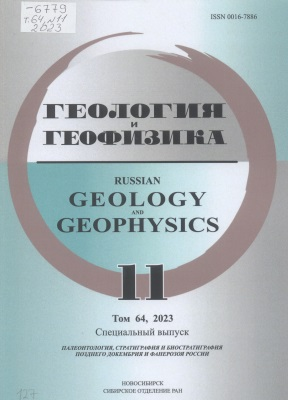 -6779
т.64, №11
2023
ISSN 0016-7886
ГЕОЛОГИЯ
И
ГЕОФИЗИКА
RUSSIAN
GEOLOGY
AND
GEOPHYSICS
11
Том 64, 2023
Специальный выпуск
ПАЛЕОНТОЛОГИЯ, СТРАТИГРАФИЯ И БИОСТРАТИГРАФИЯ
ПОЗДНЕГО ДОКЕМБРИЯ И ФАНЕРОЗОЯ РОССИИ
НОВОСИБИРСК
СИБИРСКОЕ ОТДЕЛЕНИЕ РАН
127